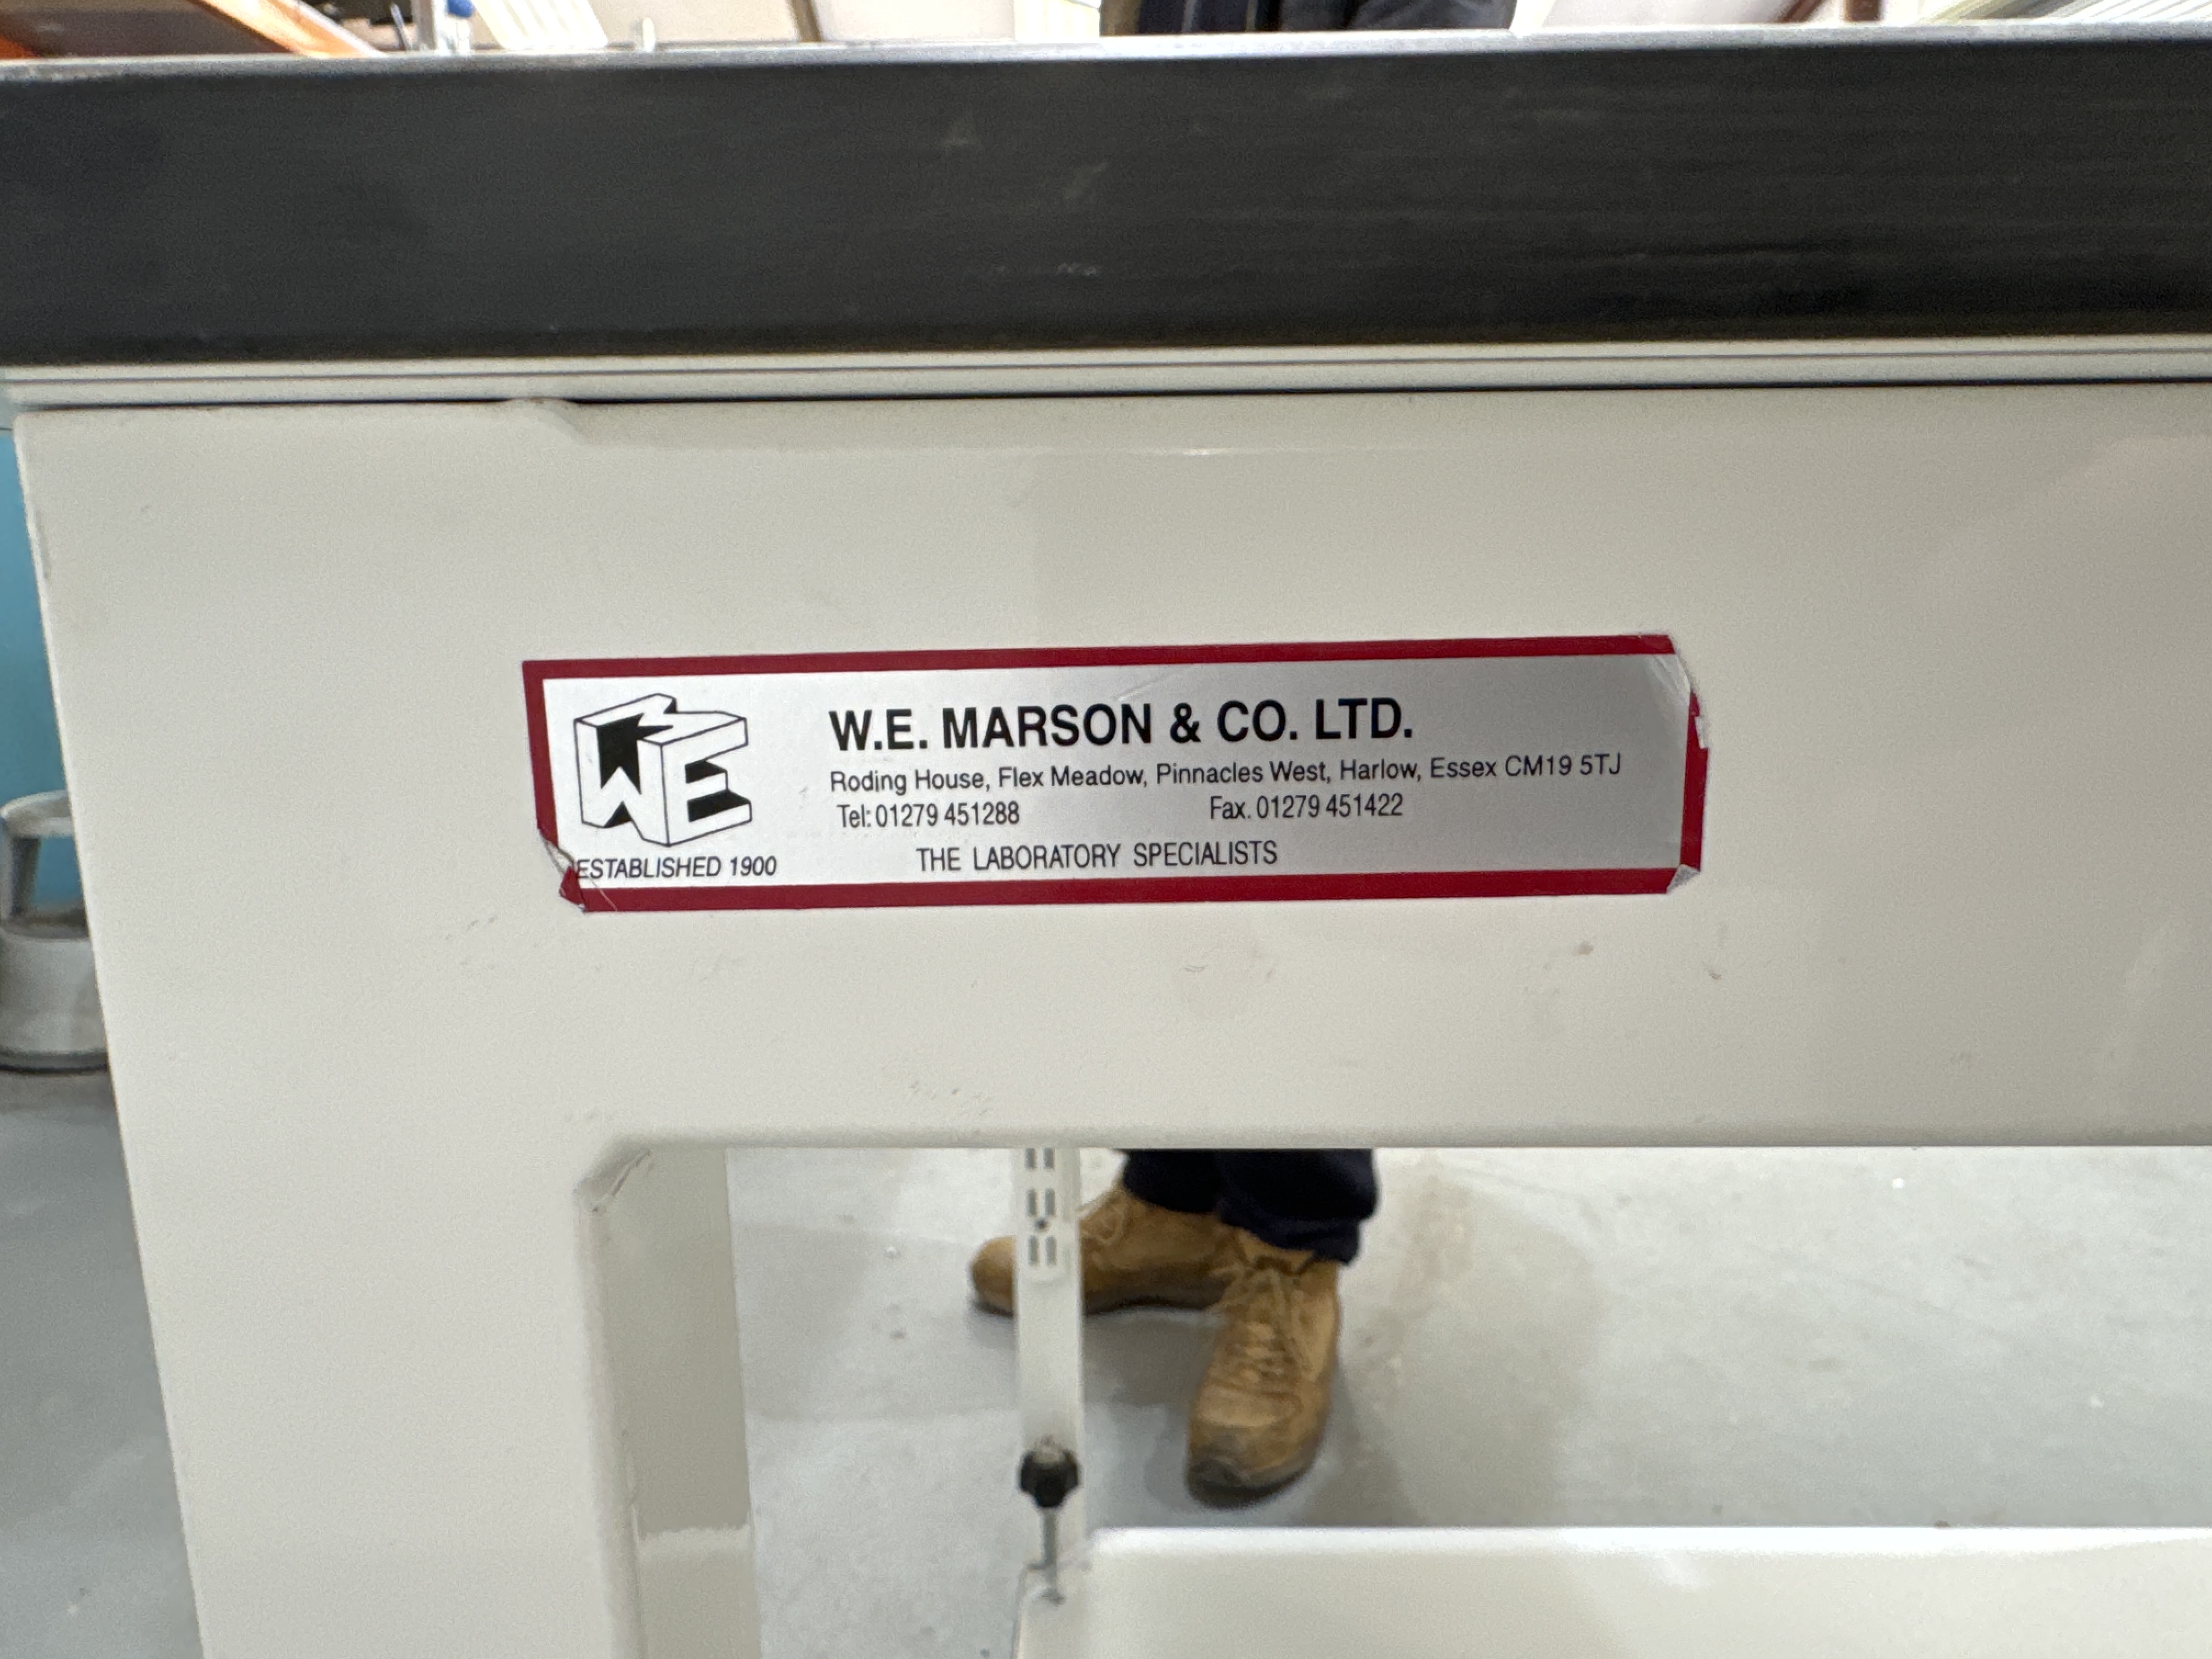 WE
ESTABLISHED 1900
W.E. MARSON & CO. LTD.
Roding House, Flex Meadow, Pinnacles West, Harlow, Essex CM19 5TJ
Tel: 01279 451288 Fax. 01279 451422
THE LABORATORY SPECIALISTS